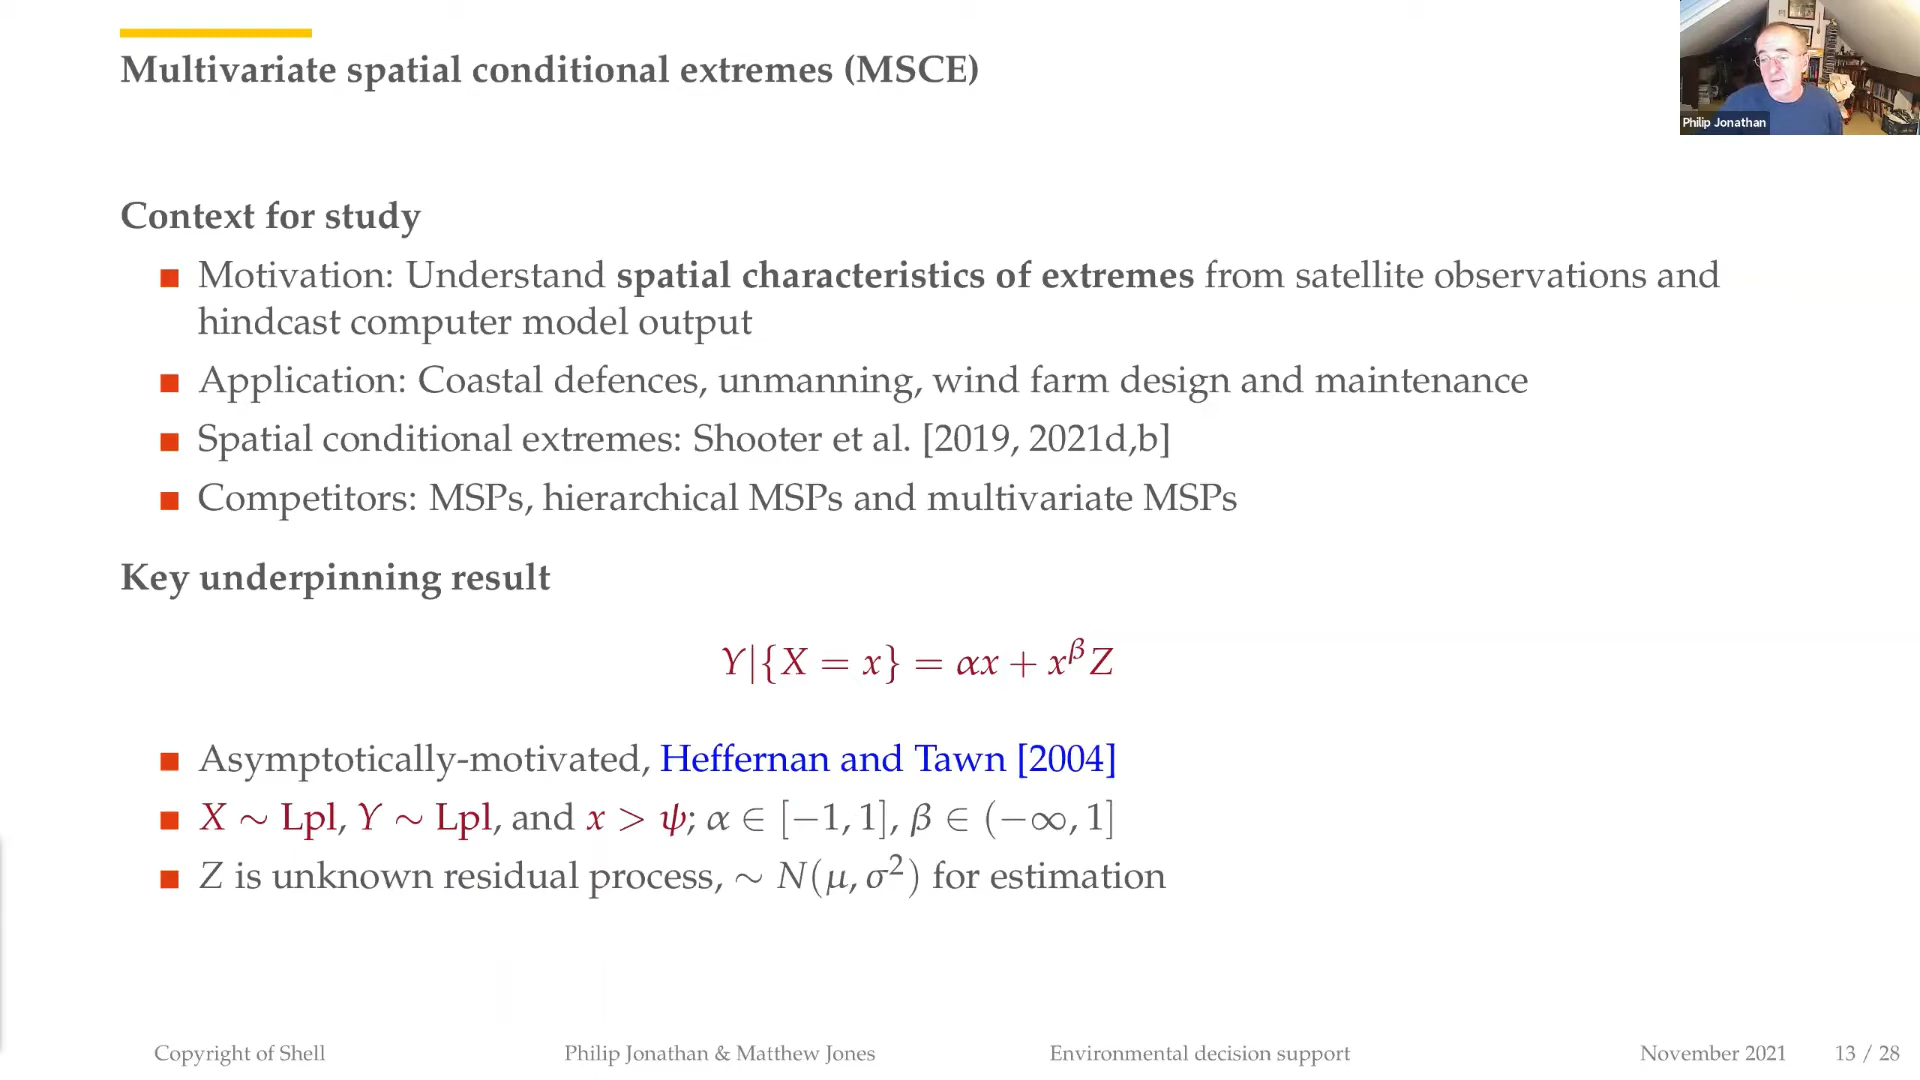 Multivariate spatial conditional extremes (MSCE)
Philip Jonathan
Context for study
Motivation: Understand spatial characteristics of extremes from satellite observations and
hindcast computer model output
Application: Coastal defences, unmanning, wind farm design and maintenance
Spatial conditional extremes: Shooter et al. [2019, 2021d,b]
Competitors: MSPs, hierarchical MSPs and multivariate MSPs
Key underpinning result
Y|{X = x} = αx + x^β Z
Asymptotically-motivated, Heffernan and Tawn [2004]
X ∼ Lpl, Y ∼ Lpl, and x > ψ; α ∈ [−1, 1], β ∈ (−∞, 1]
Z is unknown residual process, ∼ N(μ, σ²) for estimation
Copyright of Shell Philip Jonathan & Matthew Jones Environmental decision support November 2021 13 / 28